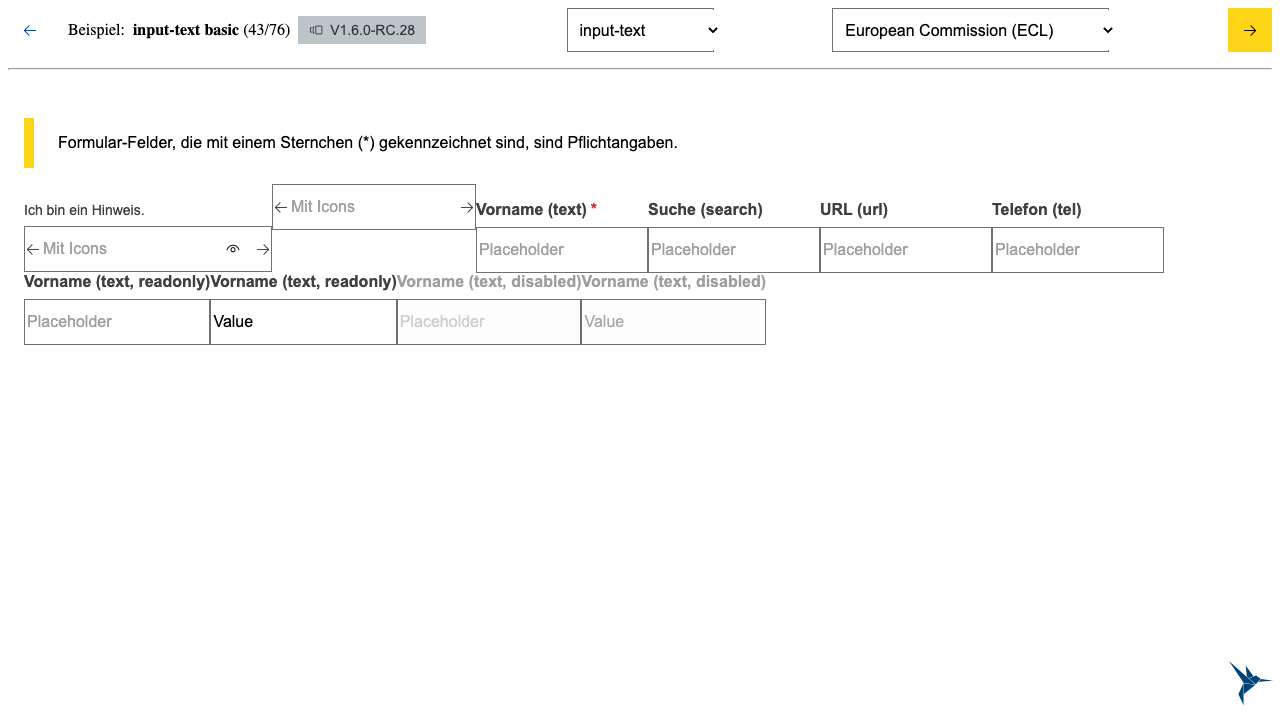 Beispiel: input-text basic (43/76) V1.6.0-RC.28 input-text European Commission (ECL)
Formular-Felder, die mit einem Sternchen (*) gekennzeichnet sind, sind Pflichtangaben.
Ich bin ein Hinweis.
Mit Icons
Mit Icons
Vorname (text) * Suche (search) URL (url) Telefon (tel)
Placeholder Placeholder Placeholder Placeholder
Vorname (text, readonly) Vorname (text, readonly) Vorname (text, disabled) Vorname (text, disabled)
Placeholder Value Placeholder Value